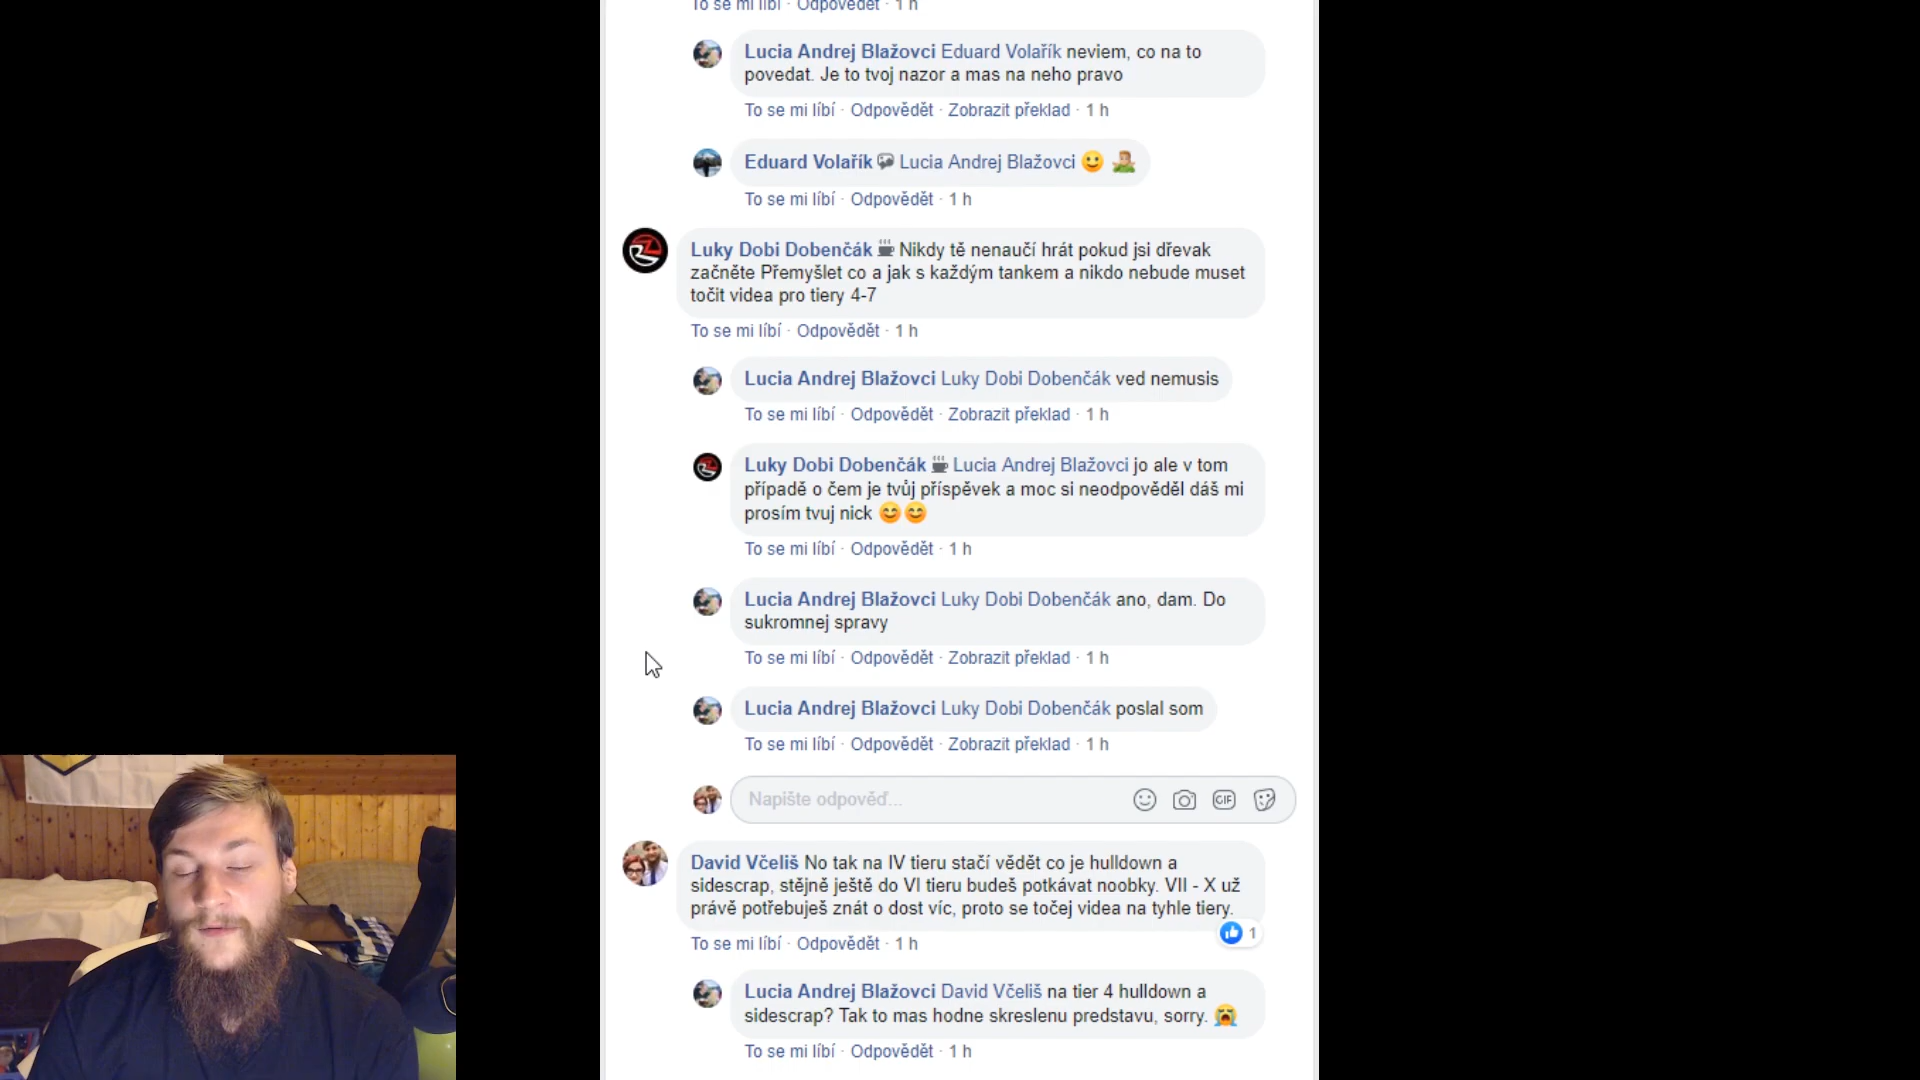 To se mi líbí · Odpovědět · 1 h
Lucia Andrej Blažovci Eduard Volařík neviem, co na to
povedat. Je to tvoj nazor a mas na neho pravo
To se mi líbí · Odpovědět · Zobrazit překlad · 1 h
Eduard Volařík Lucia Andrej Blažovci
To se mi líbí · Odpovědět · 1 h
Luky Dobi Dobenčák Nikdy tě nenaučí hrát pokud jsi dřevak
začněte Přemyšlet co a jak s každým tankem a nikdo nebude muset
točit videa pro tiery 4-7
To se mi líbí · Odpovědět · 1 h
Lucia Andrej Blažovci Luky Dobi Dobenčák ved nemusis
To se mi líbí · Odpovědět · Zobrazit překlad · 1 h
Luky Dobi Dobenčák Lucia Andrej Blažovci jo ale v tom
případě o čem je tvůj příspěvek a moc si neodpověděl dáš mi
prosím tvuj nick 😊😊
To se mi líbí · Odpovědět · 1 h
Lucia Andrej Blažovci Luky Dobi Dobenčák ano, dam. Do
sukromnej spravy
To se mi líbí · Odpovědět · Zobrazit překlad · 1 h
Lucia Andrej Blažovci Luky Dobi Dobenčák poslal som
To se mi líbí · Odpovědět · Zobrazit překlad · 1 h
Napište odpověď...
GIF
David Včeliš No tak na IV tieru stačí vědět co je hulldown a
sidescrap, stějně ještě do VI tieru budeš potkávat noobky. VII - X už
právě potřebuješ znát o dost víc, proto se točej videa na tyhle tiery.
1
To se mi líbí · Odpovědět · 1 h
Lucia Andrej Blažovci David Včeliš na tier 4 hulldown a
sidescrap? Tak to mas hodne skreslenu predstavu, sorry. 😭
To se mi líbí · Odpovědět · 1 h